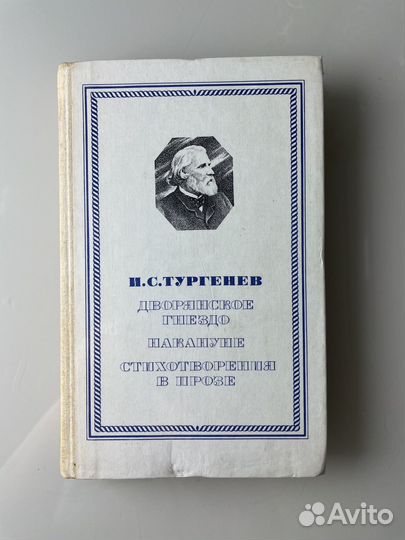 И.С.ТУРГЕНЕВ
ДВОРЯНСКОЕ
ГНЕЗДО
НАКАНУНЕ
СТИХОТВОРЕНИЯ
В ПРОЗЕ
Avito